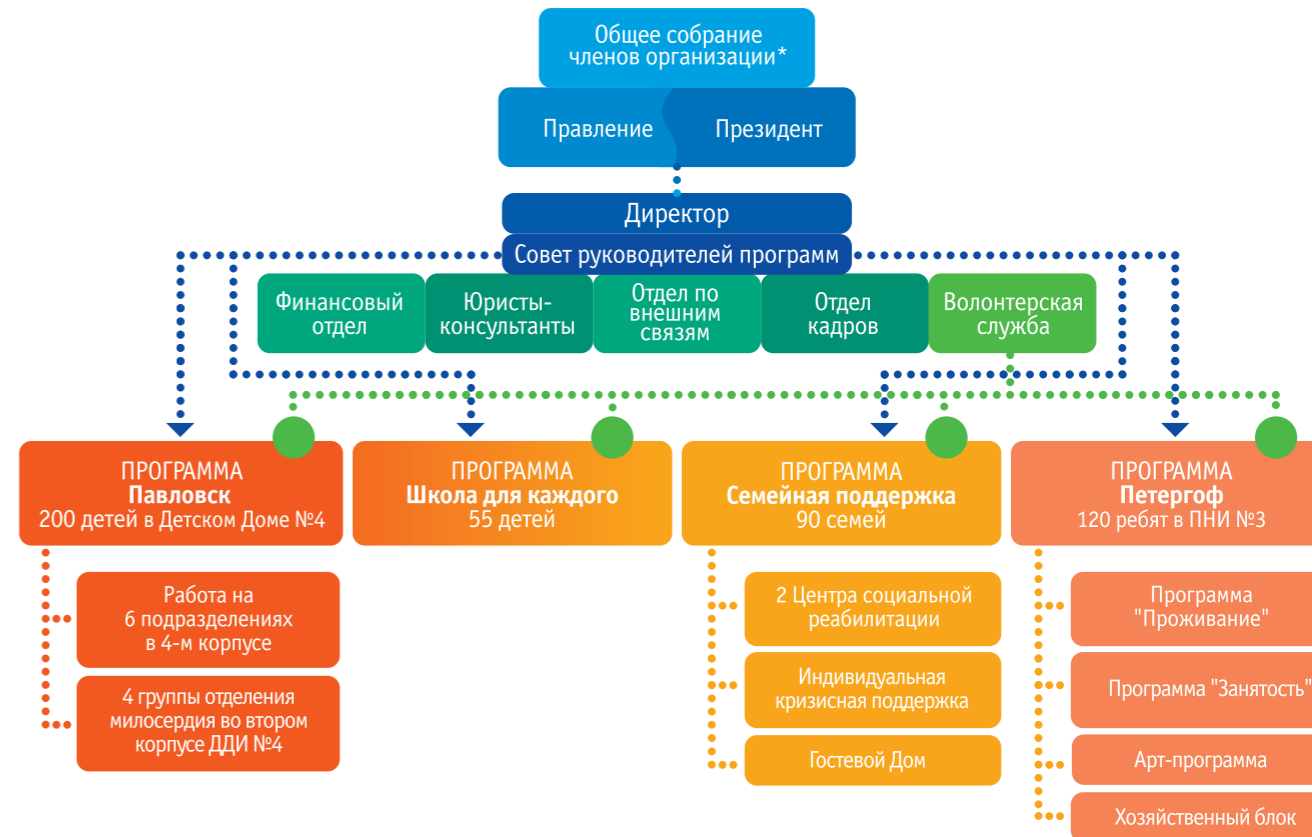 Общее собрание
членов организации*
Правление
Президент
Директор
Совет руководителей программ
Финансовый
отдел
Юристы-
консультанты
Отдел по
внешним
связям
Отдел
кадров
Волонтерская
служба
ПРОГРАММА
Павловск
200 детей в Детском Доме №4
Работа на
6 подразделениях
в 4-м корпусе
4 группы отделения
милосердия во втором
корпусе ДДИ №4
ПРОГРАММА
Школа для каждого
55 детей
ПРОГРАММА
Семейная поддержка
90 семей
2 Центра социальной
реабилитации
Индивидуальная
кризисная поддержка
Гостевой Дом
ПРОГРАММА
Петергоф
120 ребят в ПНИ №3
Программа
"Проживание"
Программа "Занятость"
Арт-программа
Хозяйственный блок